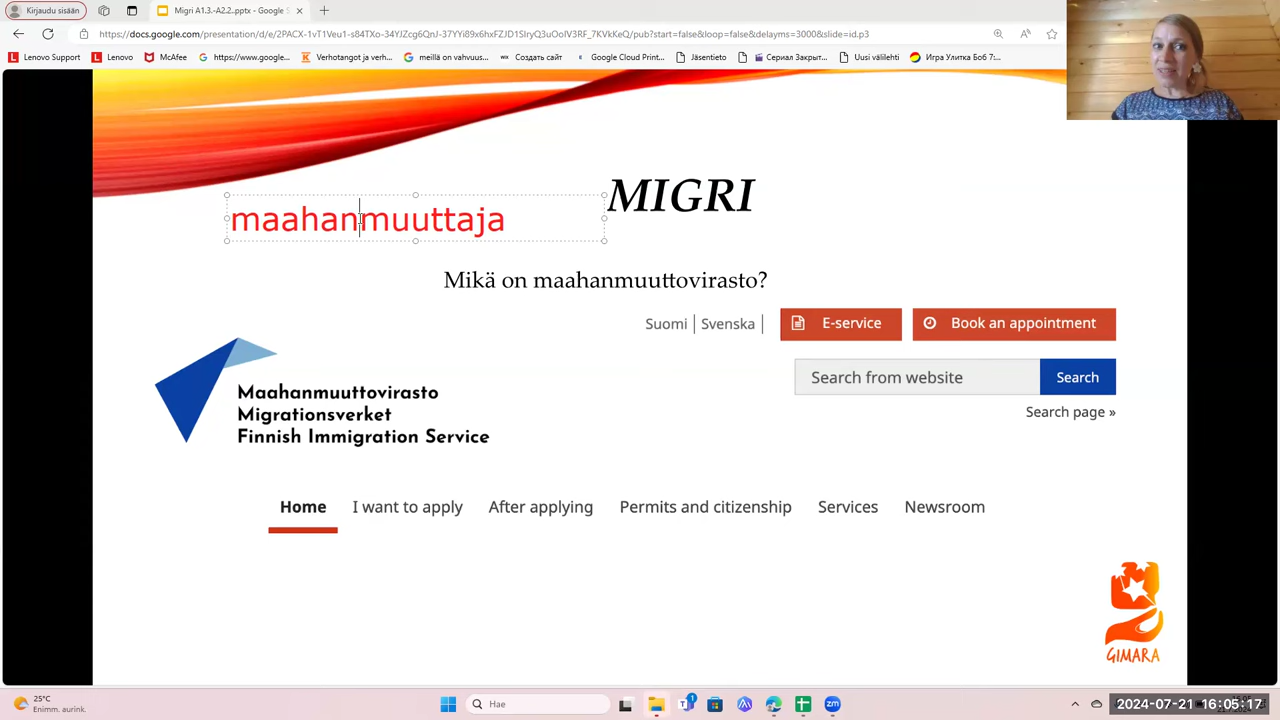 Kirjaudu sisään
Migri A1.3.-A2.2..pptx - Google S
https://docs.google.com/presentation/d/e/2PACX-1vT1Veu1-s84TXo-34YJZcg6QnJ-37YYi89x6hxFZJD1SlryQ3uOoIV3RF_7KVkKeQ/pub?start=false&loop=false&delayms=3000&slide=id.p3
Lenovo Support
Lenovo
McAfee
https://www.google...
Verhotangot ja verh...
meillä on vahvuus...
Создать сайт
Google Cloud Print...
Jäsentieto
Сериал Закрыт...
Uusi välilehti
Игра Улитка Боб 7:...
MIGRI
maahanmuuttaja
Mikä on maahanmuuttovirasto?
Suomi | Svenska |
E-service
Book an appointment
Search from website
Search
Search page »
Maahanmuuttovirasto
Migrationsverket
Finnish Immigration Service
Home
I want to apply
After applying
Permits and citizenship
Services
Newsroom
GIMARA
25°C
Enimm. aurink.
Hae
2024-07-21 16:05:17